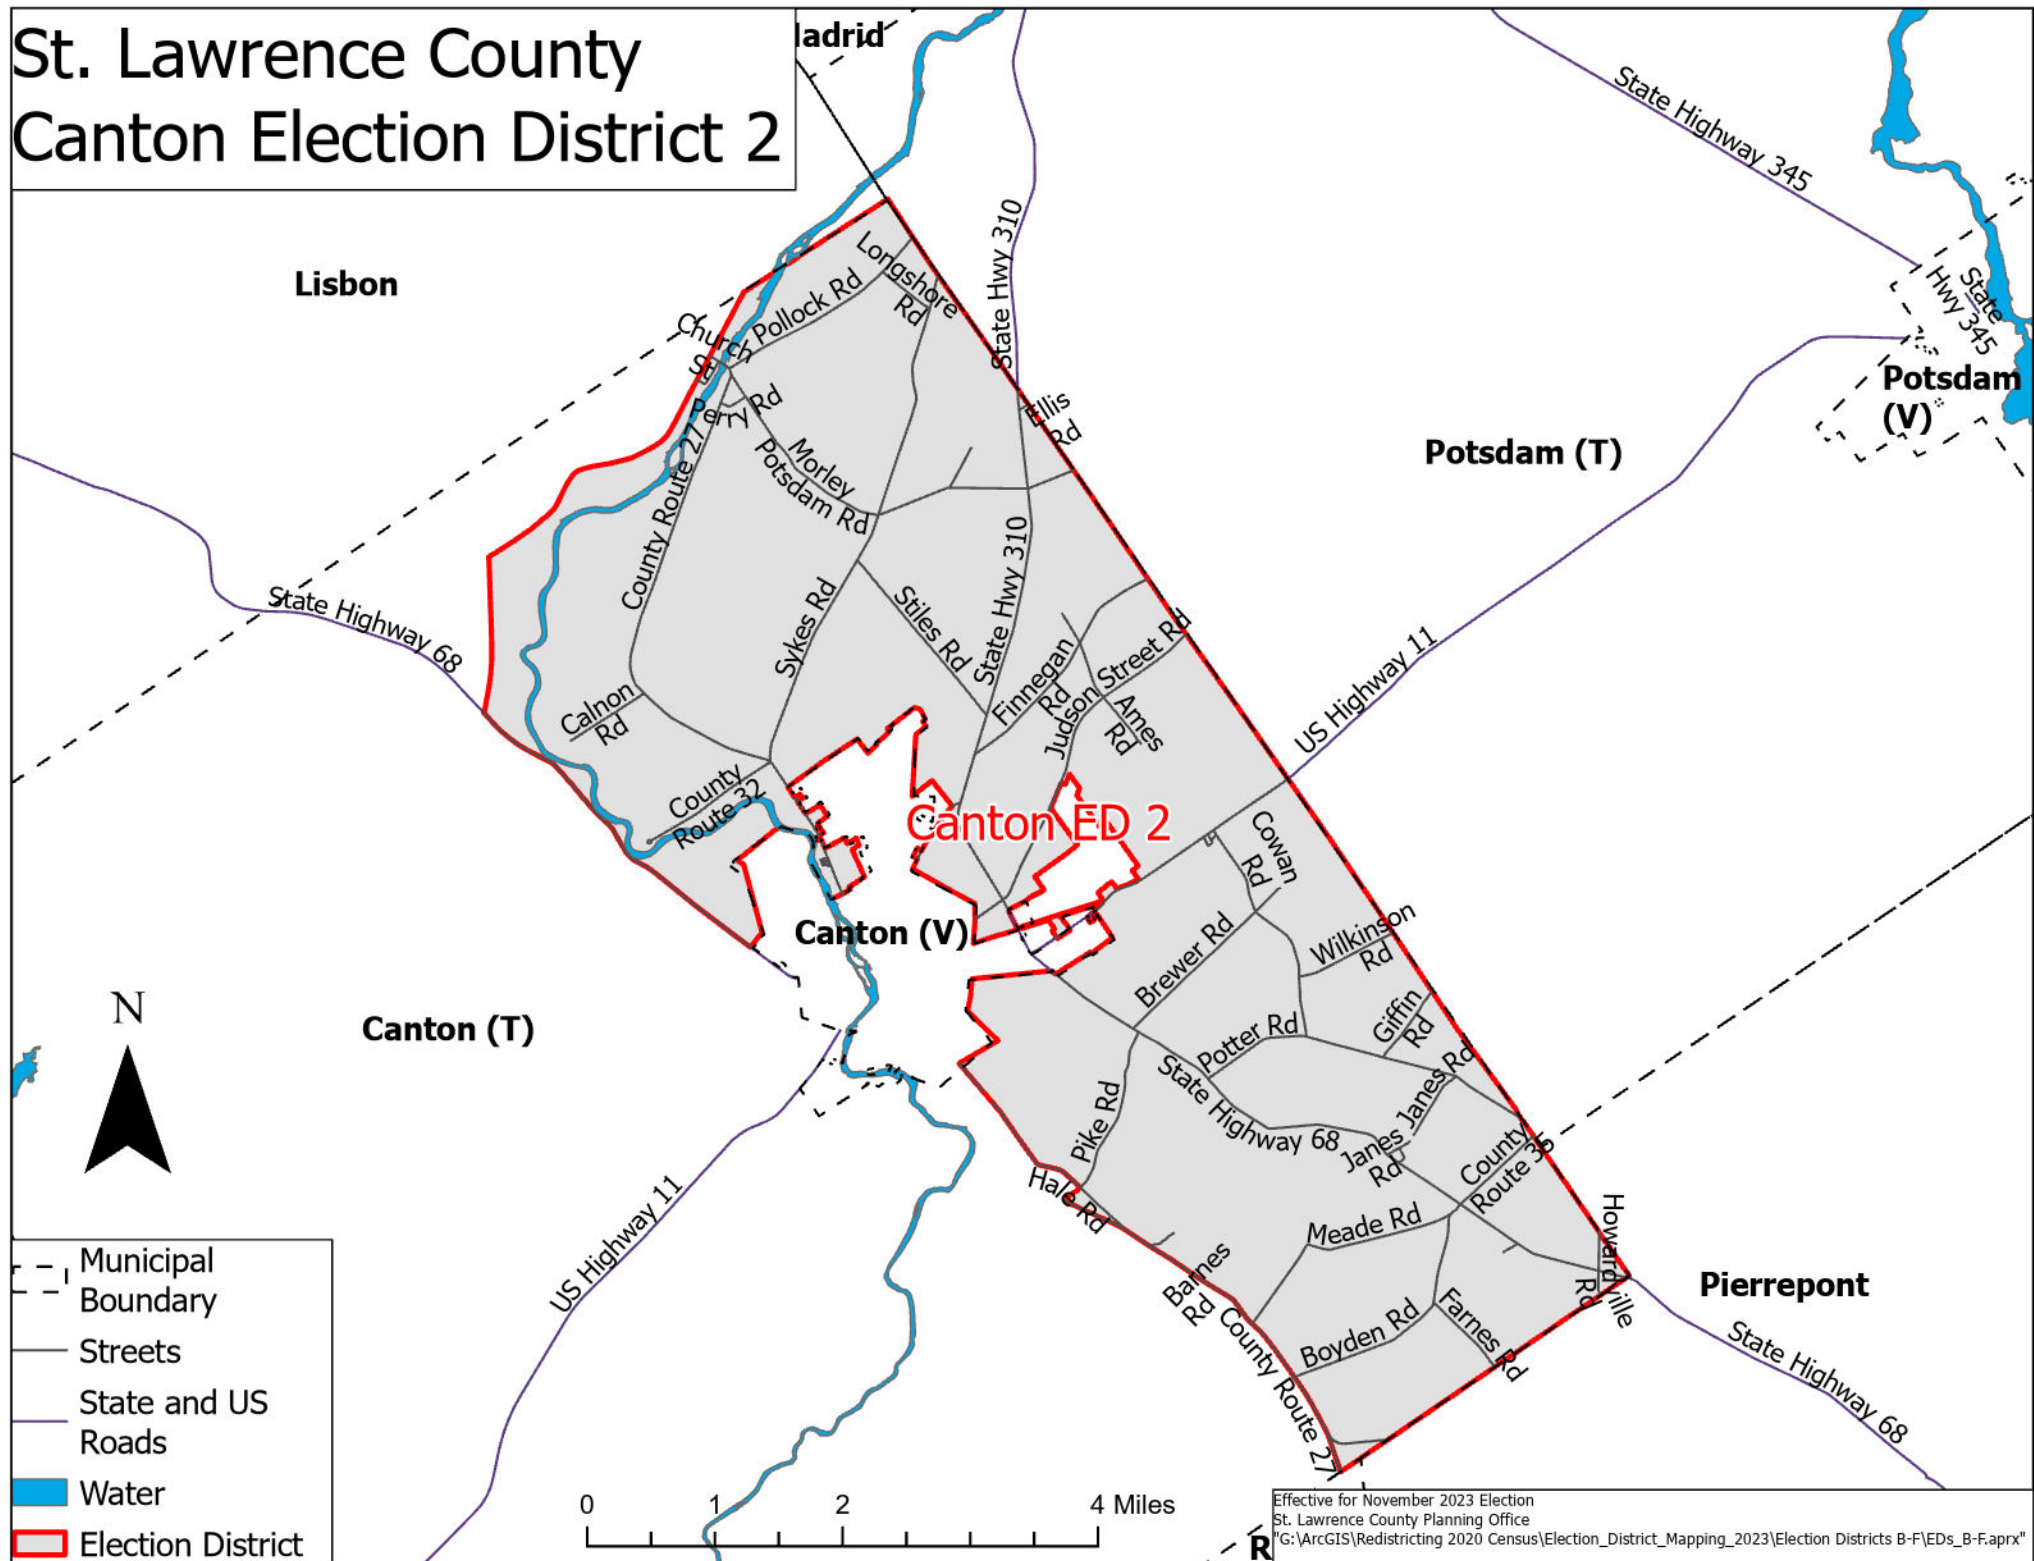 St. Lawrence County
Canton Election District 2
adrid
Lisbon
State Highway 345
State Hwy 310
State
Hwy 345
Potsdam
(V)
Potsdam (T)
Longshore
Rd
Pollock Rd
Church
St
Perry Rd
Ellis
Rd
Morley
Potsdam Rd
County Route 27
State Highway 68
State Hwy 310
Sykes Rd
Stiles Rd
Finnegan
Rd
Judson Street Rd
Ames
Rd
US Highway 11
Calnon
Rd
County
Route 32
Canton ED 2
Cowan
Rd
Canton (V)
Brewer Rd
Wilkinson
Rd
Giffin
Rd
Potter Rd
N
Canton (T)
State Highway 68
Janes Janes Rd
Rd
Pike Rd
County
Route 35
Hale Rd
Meade Rd
Howardville
Rd
Pierrepont
US Highway 11
Barnes
Rd
Boyden Rd
Farnes Rd
County Route 27
State Highway 68
Municipal
Boundary
Streets
State and US
Roads
Water
Election District
0 1 2 4 Miles
R
Effective for November 2023 Election
St. Lawrence County Planning Office
"G:\ArcGIS\Redistricting 2020 Census\Election_District_Mapping_2023\Election Districts B-F\EDs_B-F.aprx"